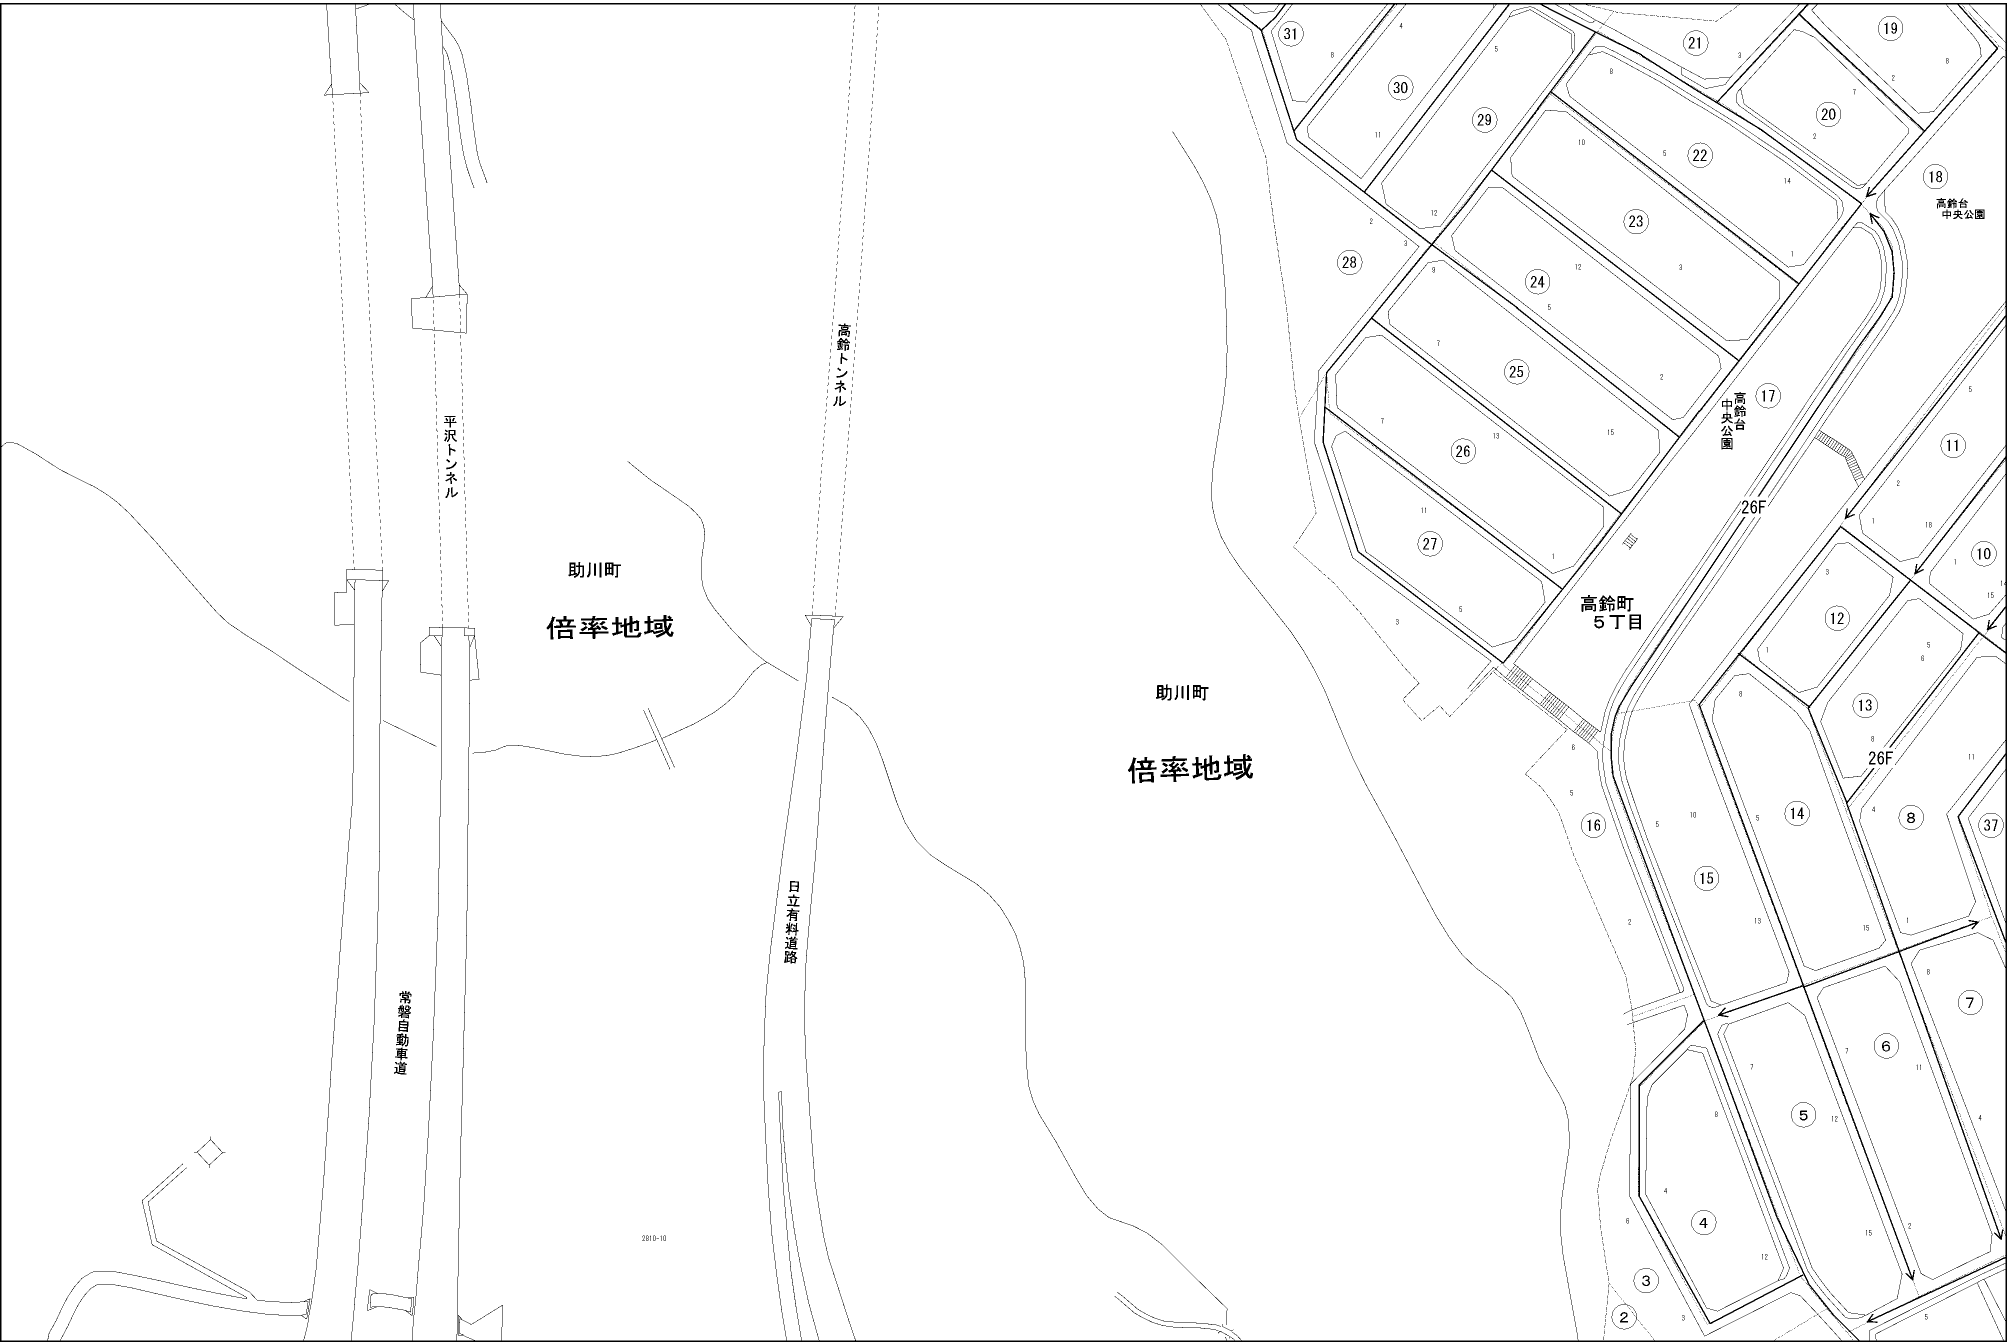 平沢トンネル
高鈴トンネル
助川町
倍率地域
助川町
倍率地域
日立有料道路
常磐自動車道
2810-10
高鈴町
5丁目
高鈴台
中央公園
高鈴台
中央公園
26F
26F
31
30
29
28
21
19
20
22
18
23
24
17
25
26
27
11
10
12
13
14
8
37
16
15
7
6
5
4
3
2